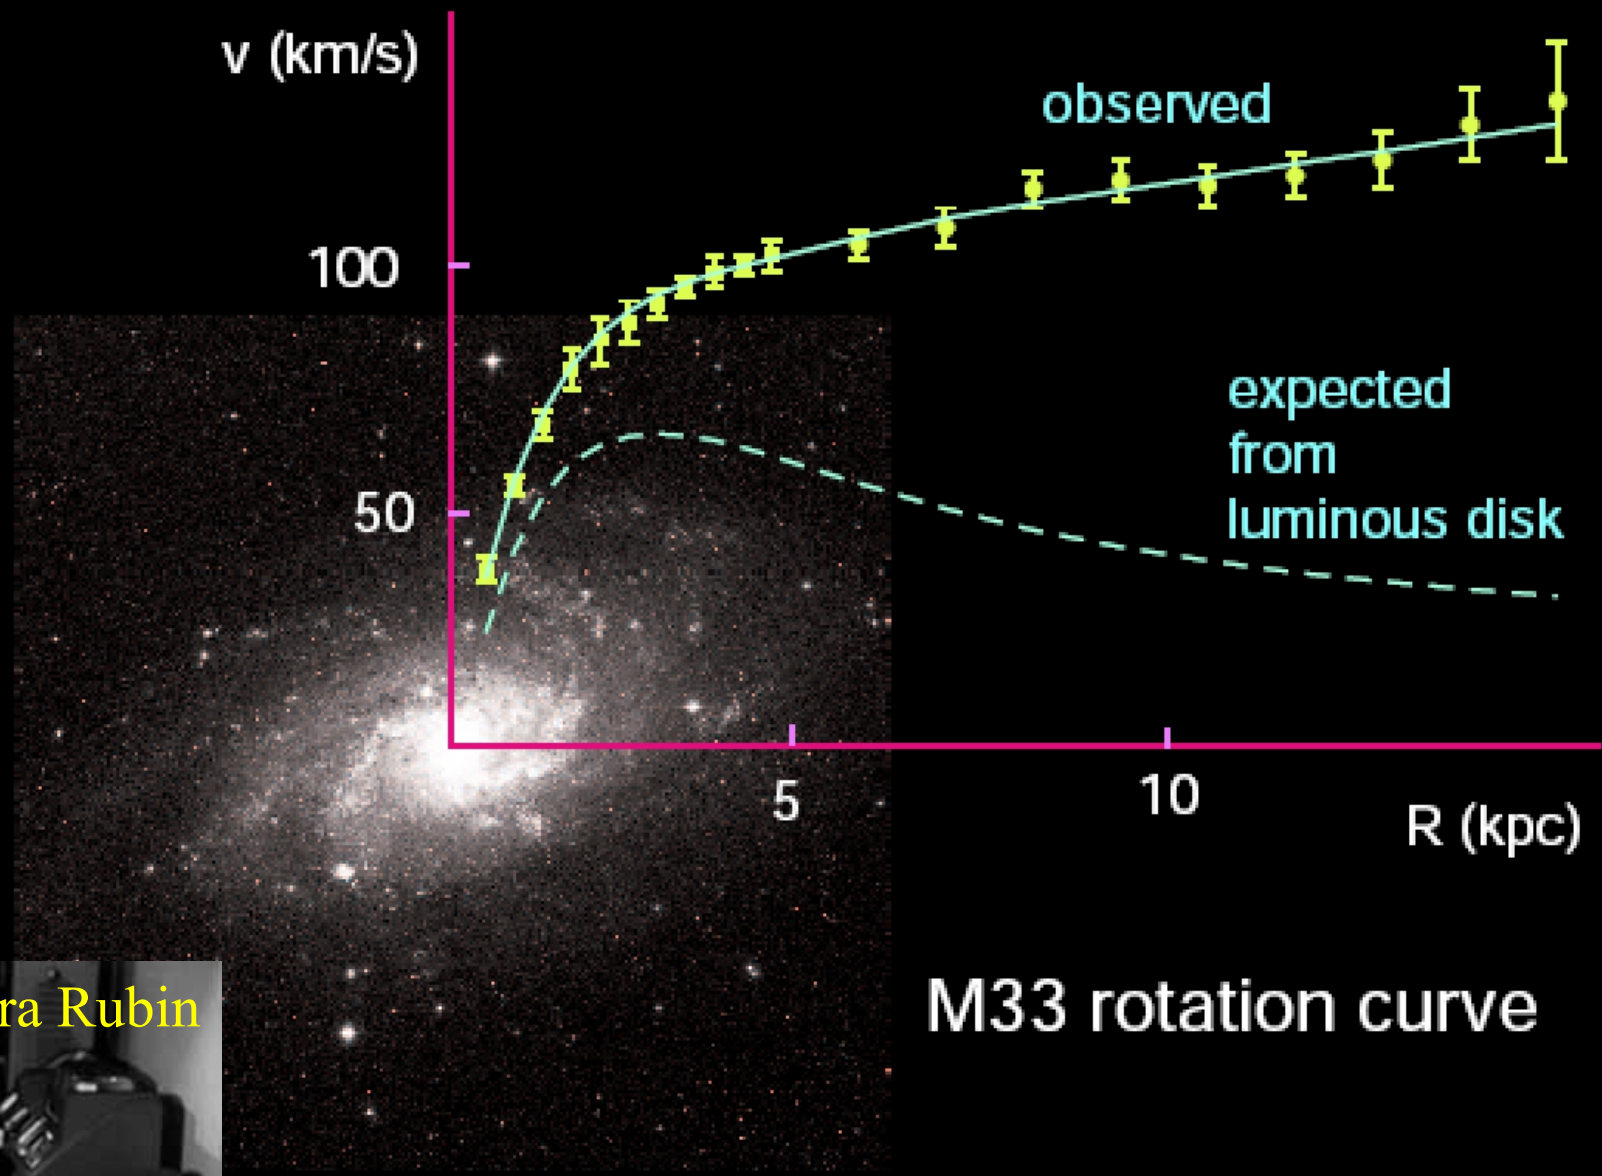 v (km/s)
observed
100
expected
from
luminous disk
50
5
10
R (kpc)
ra Rubin
M33 rotation curve